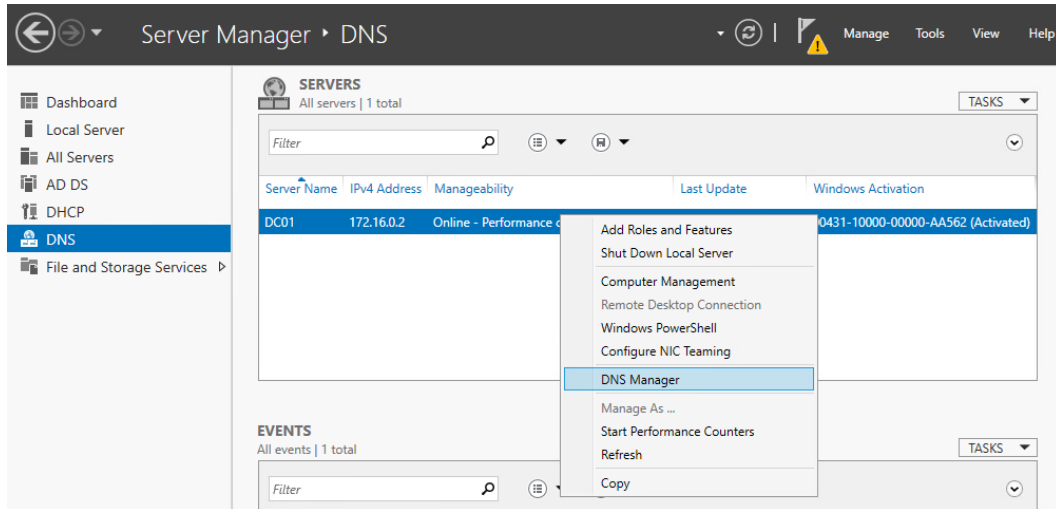 Server Manager ‣ DNS
Manage Tools View Help
Dashboard
Local Server
All Servers
AD DS
DHCP
DNS
File and Storage Services
SERVERS
All servers | 1 total
TASKS
Filter
Server Name IPv4 Address Manageability Last Update Windows Activation
DC01 172.16.0.2 Online - Performance 0431-10000-00000-AA562 (Activated)
Add Roles and Features
Shut Down Local Server
Computer Management
Remote Desktop Connection
Windows PowerShell
Configure NIC Teaming
DNS Manager
Manage As ...
Start Performance Counters
Refresh
Copy
EVENTS
All events | 1 total
TASKS
Filter